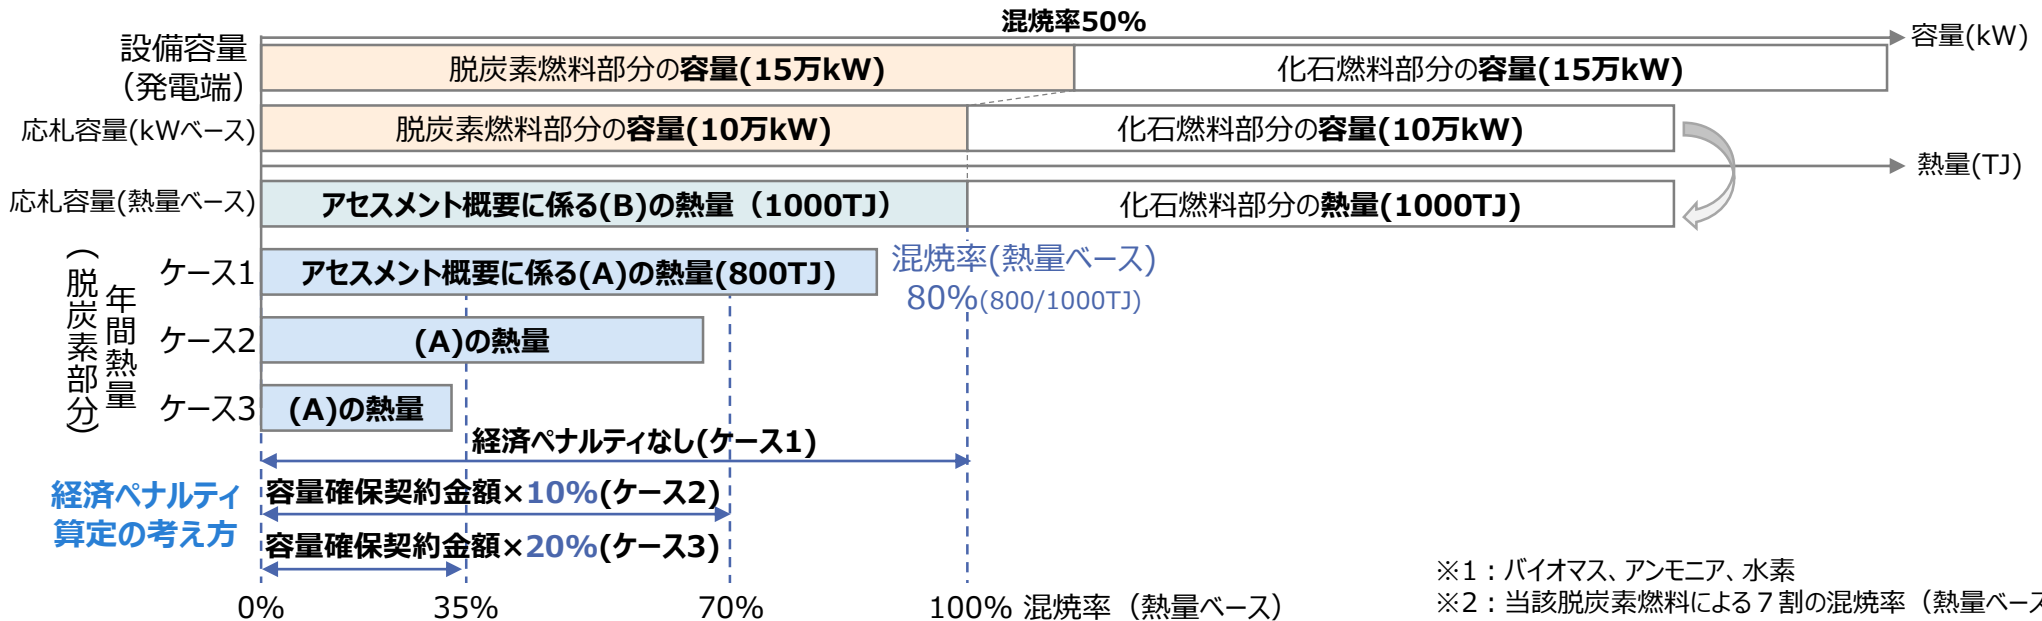 混焼率50%
容量(kW)
設備容量
（発電端）
脱炭素燃料部分の容量(15万kW)
化石燃料部分の容量(15万kW)
応札容量(kWベース)
脱炭素燃料部分の容量(10万kW)
化石燃料部分の容量(10万kW)
熱量(TJ)
応札容量(熱量ベース)
アセスメント概要に係る(B)の熱量（1000TJ）
化石燃料部分の熱量(1000TJ)
年間熱量
（脱炭素部分）
ケース1
アセスメント概要に係る(A)の熱量(800TJ)
混焼率(熱量ベース)
80%(800/1000TJ)
ケース2
(A)の熱量
ケース3
(A)の熱量
経済ペナルティなし(ケース1)
経済ペナルティ
算定の考え方
容量確保契約金額×10%(ケース2)
容量確保契約金額×20%(ケース3)
0%
35%
70%
100%
混焼率（熱量ベース）
※1：バイオマス、アンモニア、水素
※2：当該脱炭素燃料による７割の混焼率（熱量ベース